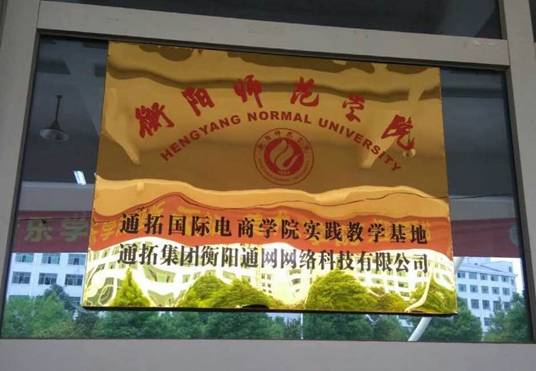 衡阳师范学院
HENGYANG NORMAL UNIVERSITY
通拓国际电商学院实践教学基地
通拓集团衡阳通网网络科技有限公司
乐学